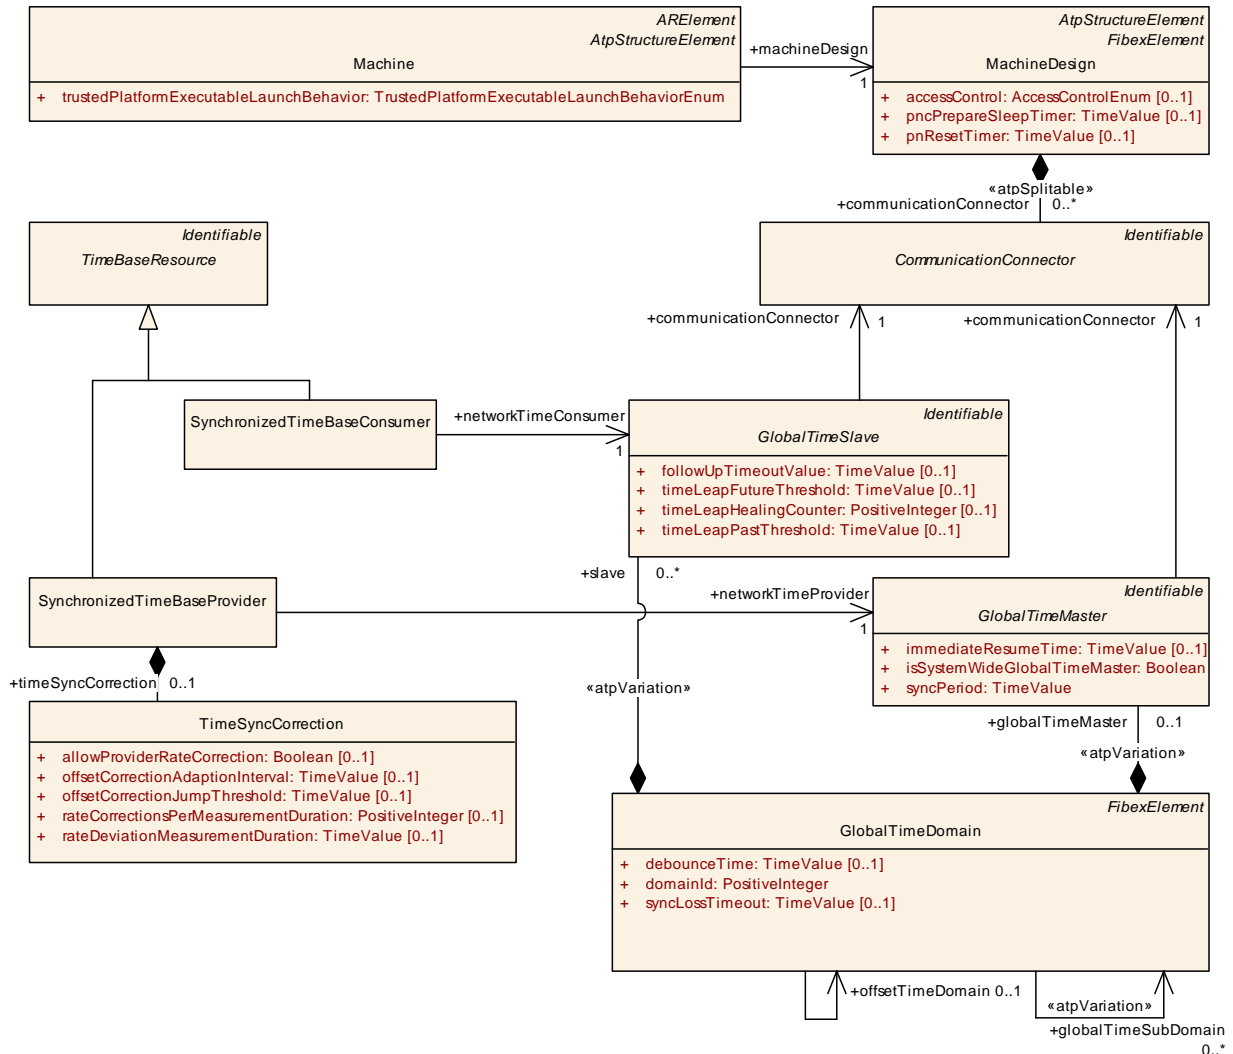 ARElement
AtpStructureElement
Machine
+ trustedPlatformExecutableLaunchBehavior: TrustedPlatformExecutableLaunchBehaviorEnum
+machineDesign
1
AtpStructureElement
FibexElement
MachineDesign
+ accessControl: AccessControlEnum [0..1]
+ pncPrepareSleepTimer: TimeValue [0..1]
+ pnResetTimer: TimeValue [0..1]
«atpSplitable»
+communicationConnector 0..*
Identifiable
TimeBaseResource
Identifiable
CommunicationConnector
+communicationConnector 1
+communicationConnector 1
SynchronizedTimeBaseConsumer
+networkTimeConsumer
1
Identifiable
GlobalTimeSlave
+ followUpTimeoutValue: TimeValue [0..1]
+ timeLeapFutureThreshold: TimeValue [0..1]
+ timeLeapHealingCounter: PositiveInteger [0..1]
+ timeLeapPastThreshold: TimeValue [0..1]
+slave 0..*
SynchronizedTimeBaseProvider
+networkTimeProvider
1
Identifiable
GlobalTimeMaster
+ immediateResumeTime: TimeValue [0..1]
+ isSystemWideGlobalTimeMaster: Boolean
+ syncPeriod: TimeValue
+timeSyncCorrection 0..1
«atpVariation»
TimeSyncCorrection
+ allowProviderRateCorrection: Boolean [0..1]
+ offsetCorrectionAdaptionInterval: TimeValue [0..1]
+ offsetCorrectionJumpThreshold: TimeValue [0..1]
+ rateCorrectionsPerMeasurementDuration: PositiveInteger [0..1]
+ rateDeviationMeasurementDuration: TimeValue [0..1]
+globalTimeMaster 0..1
«atpVariation»
FibexElement
GlobalTimeDomain
+ debounceTime: TimeValue [0..1]
+ domainId: PositiveInteger
+ syncLossTimeout: TimeValue [0..1]
+offsetTimeDomain 0..1
«atpVariation»
+globalTimeSubDomain
0..*